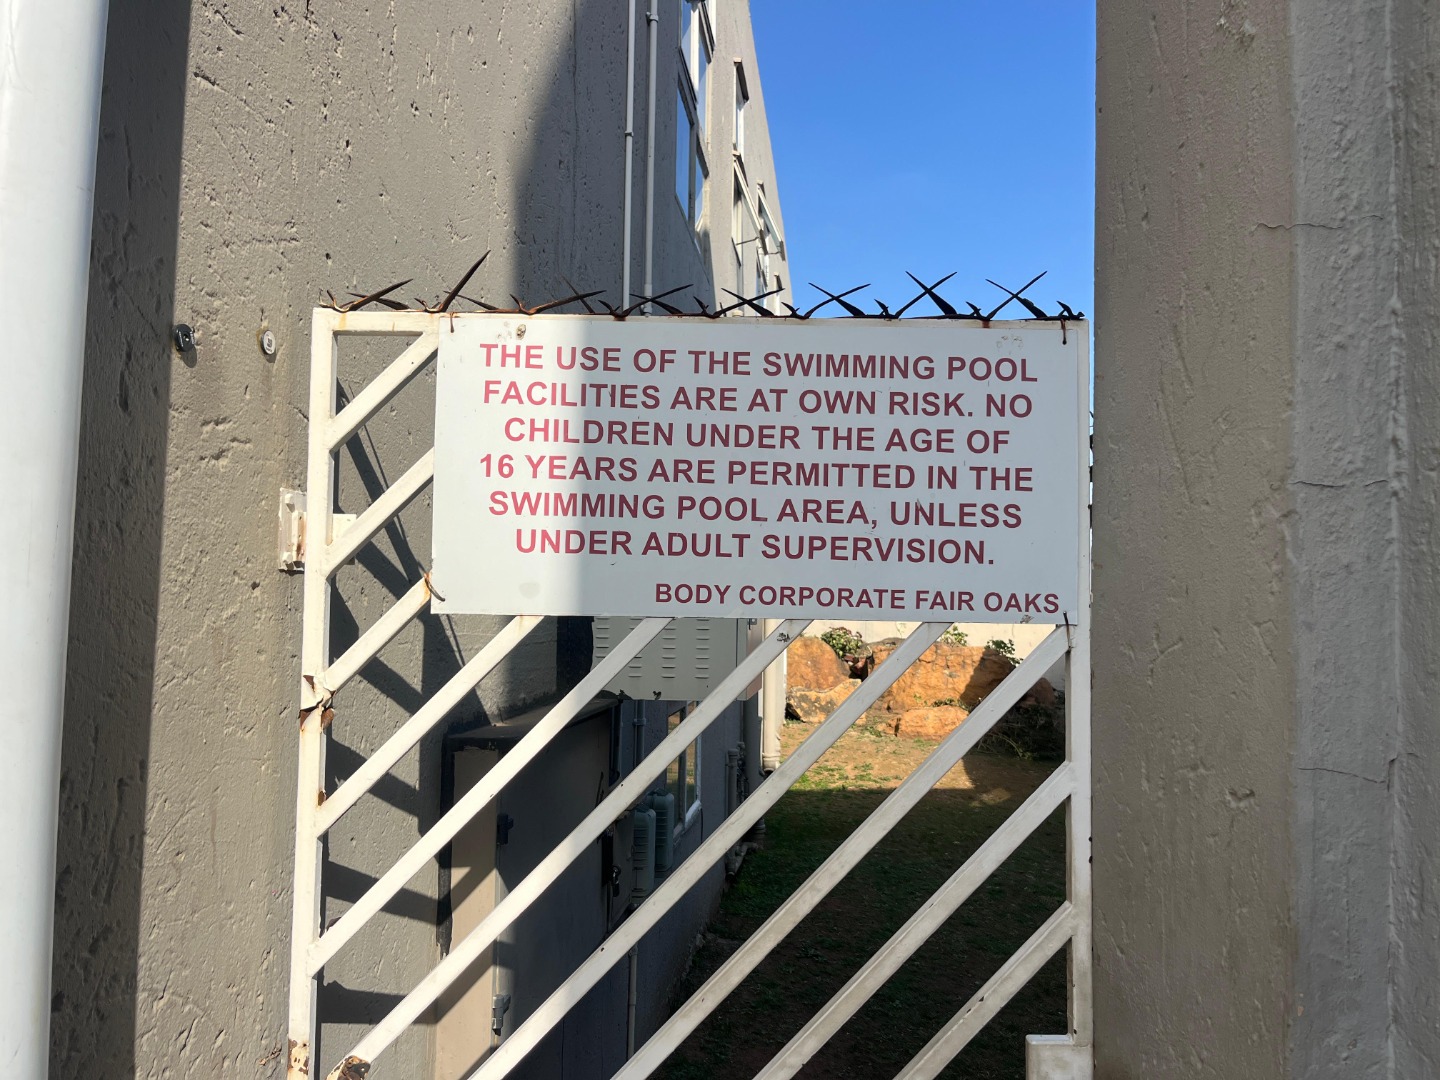 THE USE OF THE SWIMMING POOL
FACILITIES ARE AT OWN RISK. NO
CHILDREN UNDER THE AGE OF
16 YEARS ARE PERMITTED IN THE
SWIMMING POOL AREA, UNLESS
UNDER ADULT SUPERVISION.
BODY CORPORATE FAIR OAKS